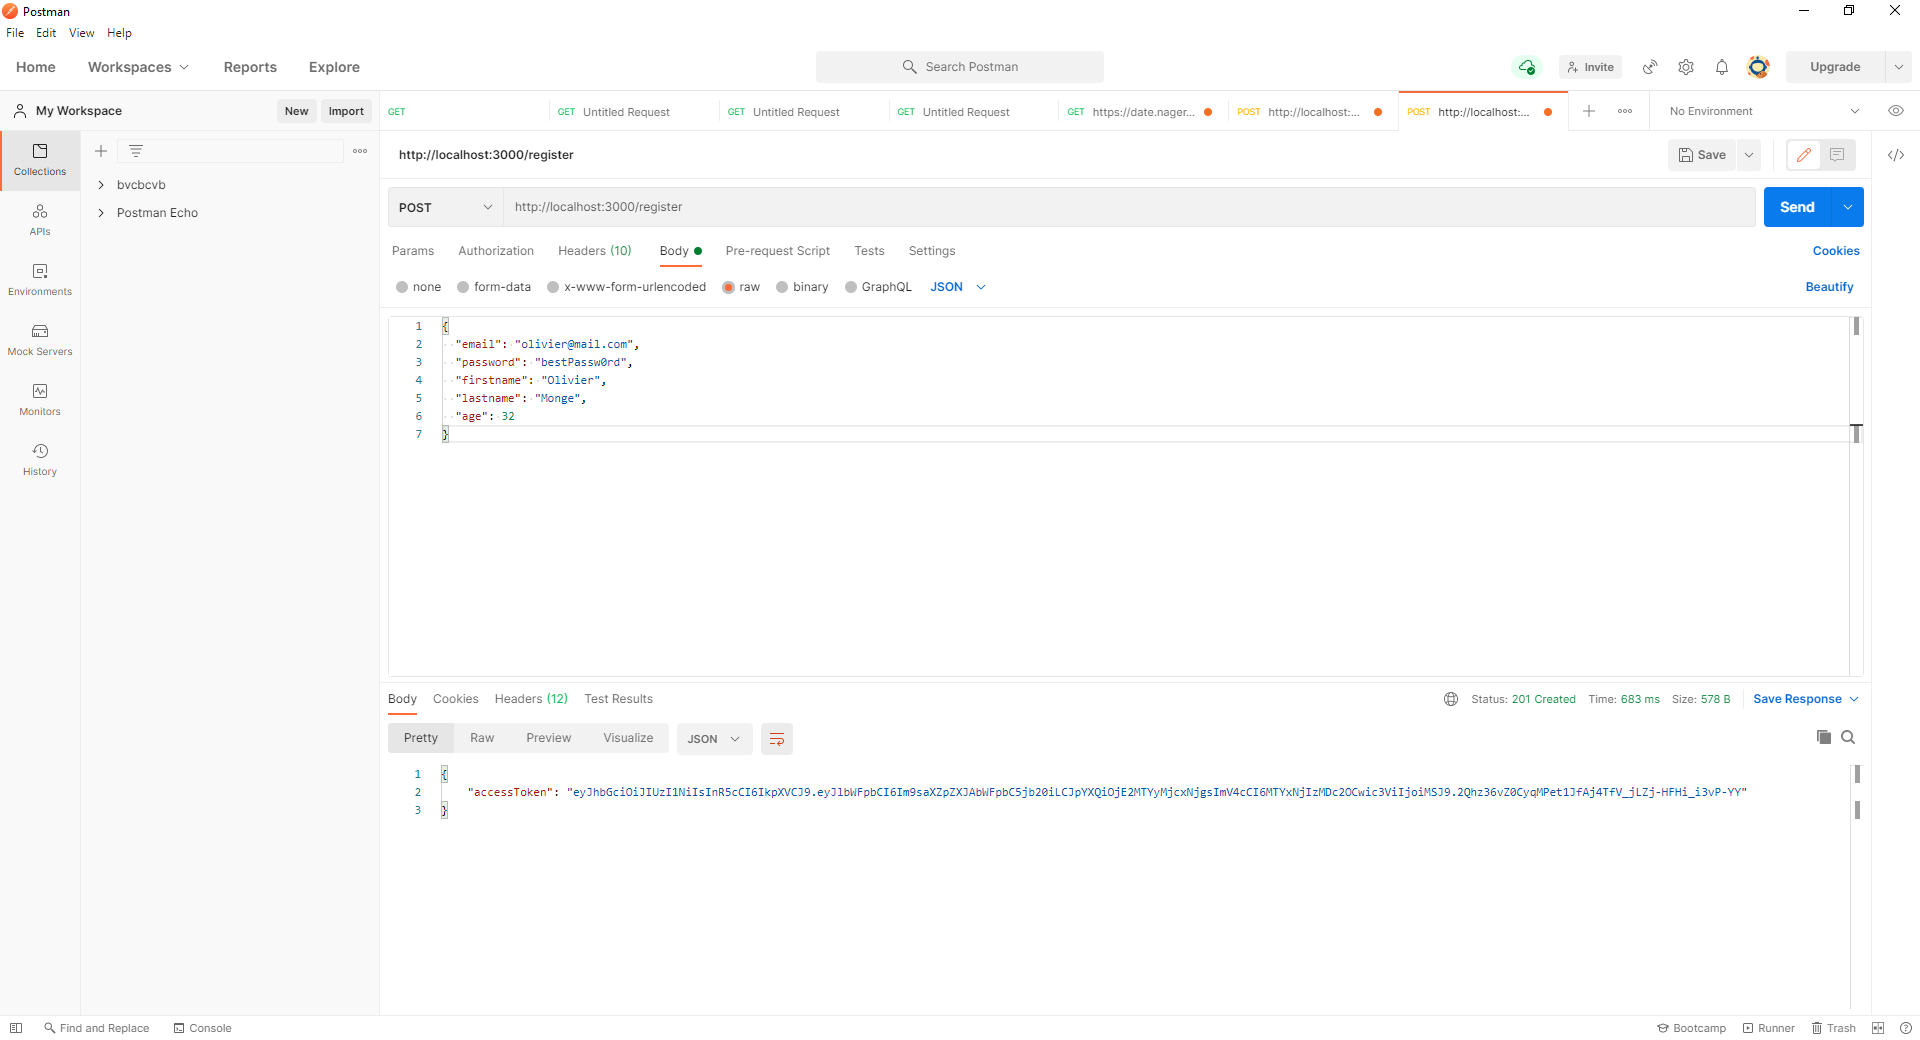 Postman
File Edit View Help
Home Workspaces Reports Explore Search Postman Invite Upgrade
My Workspace New Import GET GET Untitled Request GET Untitled Request GET Untitled Request GET https://date.nager... POST http://localhost:... POST http://localhost:... No Environment
Collections
APIs
Environments
Mock Servers
Monitors
History
bvcbcvb
Postman Echo
http://localhost:3000/register Save
POST http://localhost:3000/register Send
Params Authorization Headers (10) Body Pre-request Script Tests Settings Cookies
none form-data x-www-form-urlencoded raw binary GraphQL JSON Beautify
1 {
2 "email": "olivier@mail.com",
3 "password": "bestPassw0rd",
4 "firstname": "Olivier",
5 "lastname": "Monge",
6 "age": 32
7 }
Body Cookies Headers (12) Test Results Status: 201 Created Time: 683 ms Size: 578 B Save Response
Pretty Raw Preview Visualize JSON
1 {
2 "accessToken": "eyJhbGciOiJIUzI1NiIsInR5cCI6IkpXVCJ9.eyJlbWFpbCI6Im9saXZpZXJAbWFpbC5jb20iLCJpYXQiOjE2MTYyMjcxNjgsImV4cCI6MTYxNjIzMDc2OCwic3ViIjoiMSJ9.2Qhz36vZ0CyqMPet1JfAj4TfV_jLZj-HFHi_i3vP-YY"
3 }
Find and Replace Console Bootcamp Runner Trash